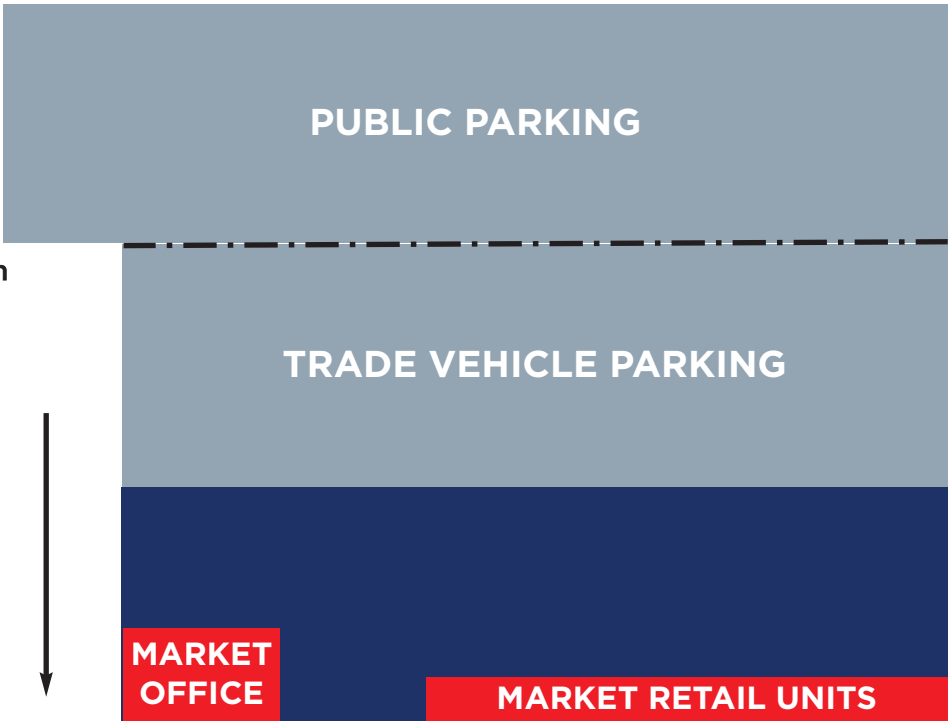 PUBLIC PARKING
TRADE VEHICLE PARKING
MARKET
OFFICE
MARKET RETAIL UNITS